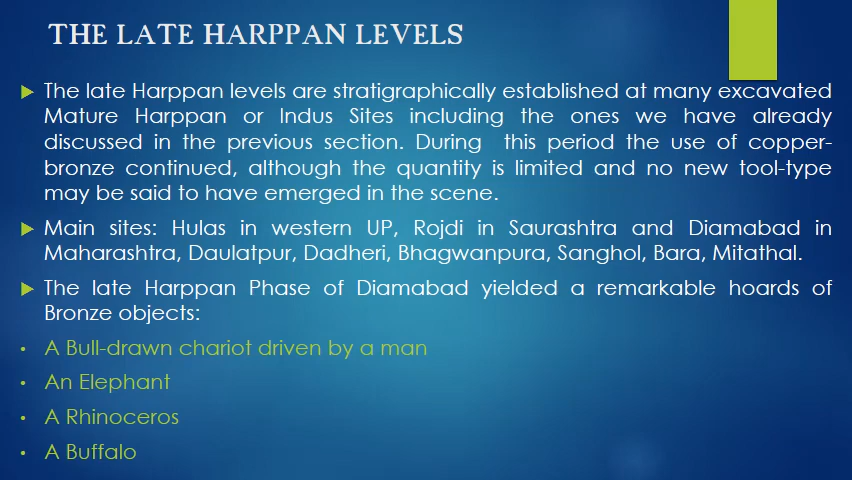 THE LATE HARPPAN LEVELS
The late Harppan levels are stratigraphically established at many excavated
Mature Harppan or Indus Sites including the ones we have already
discussed in the previous section. During this period the use of copper-
bronze continued, although the quantity is limited and no new tool-type
may be said to have emerged in the scene.
Main sites: Hulas in western UP, Rojdi in Saurashtra and Diamabad in
Maharashtra, Daulatpur, Dadheri, Bhagwanpura, Sanghol, Bara, Mitathal.
The late Harppan Phase of Diamabad yielded a remarkable hoards of
Bronze objects:
A Bull-drawn chariot driven by a man
An Elephant
A Rhinoceros
A Buffalo